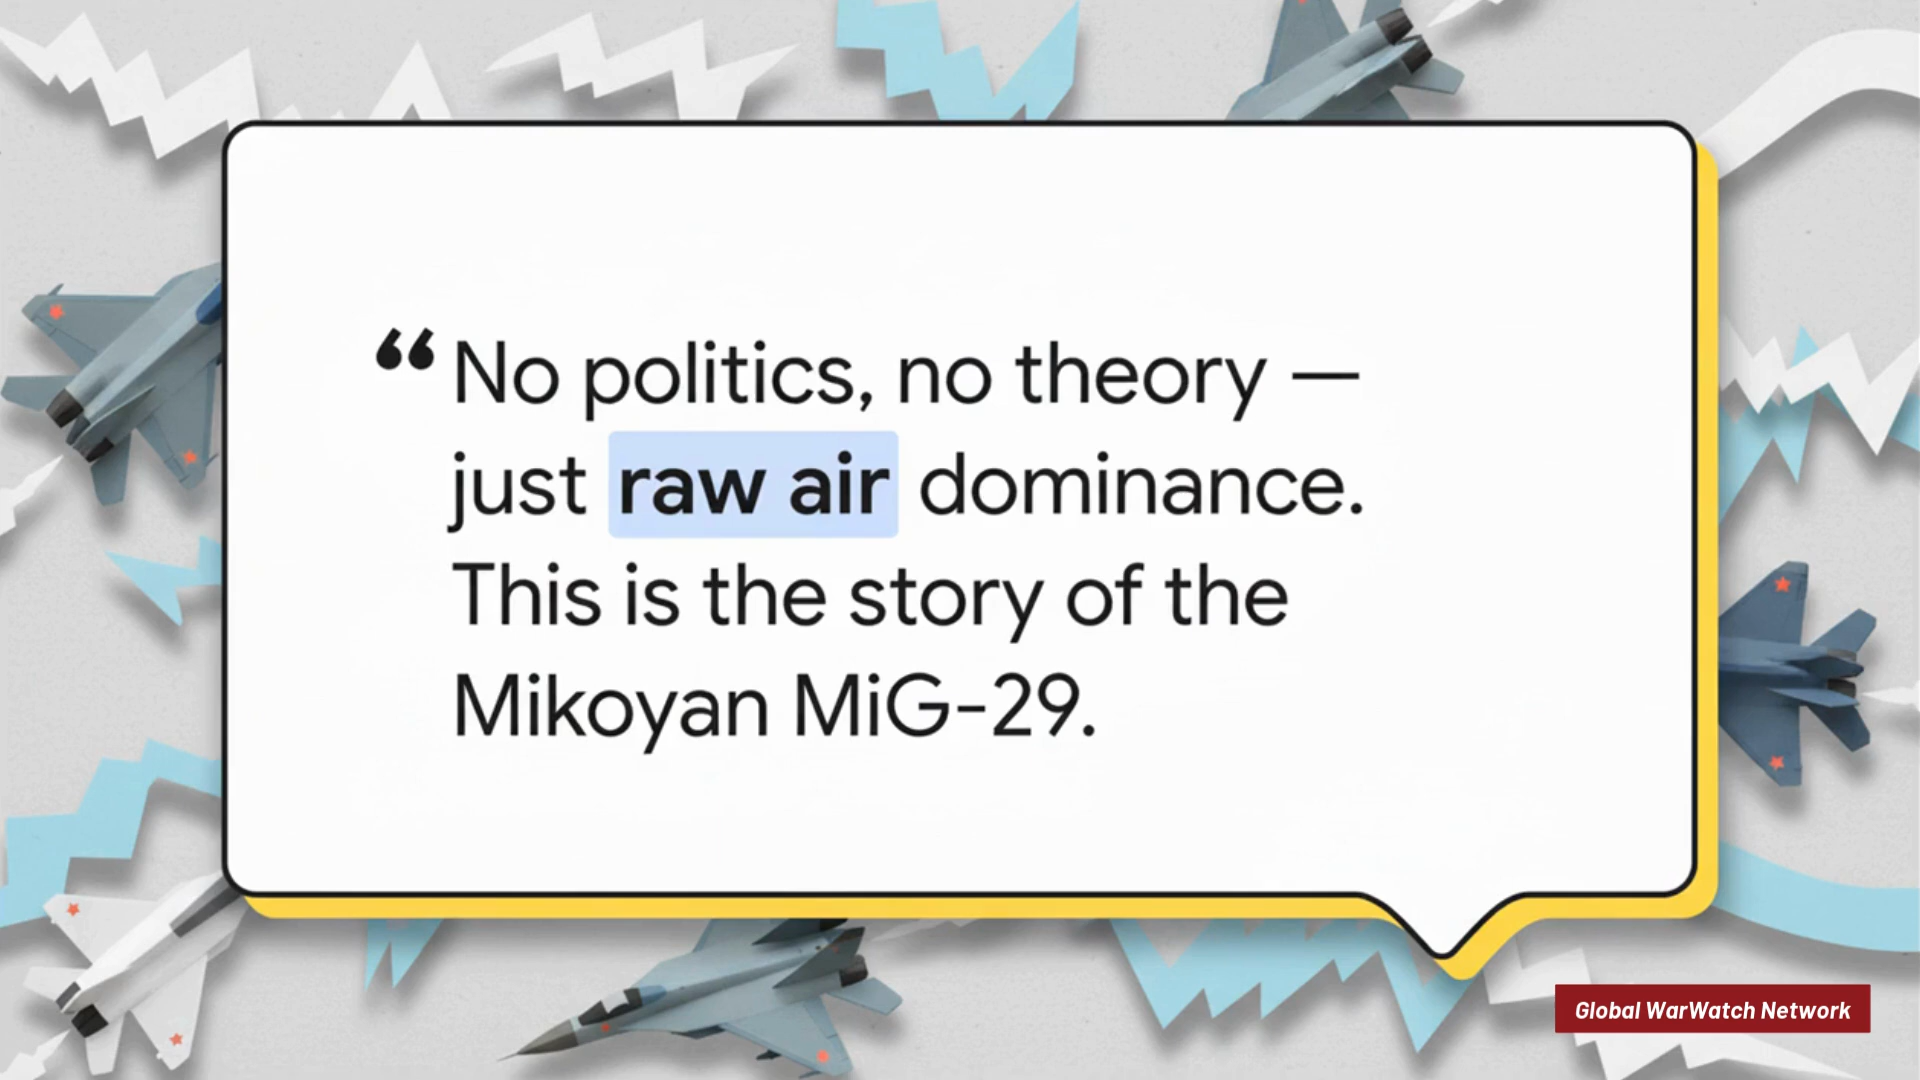 “No politics, no theory —
just raw air dominance.
This is the story of the
Mikoyan MiG-29.
Global WarWatch Network